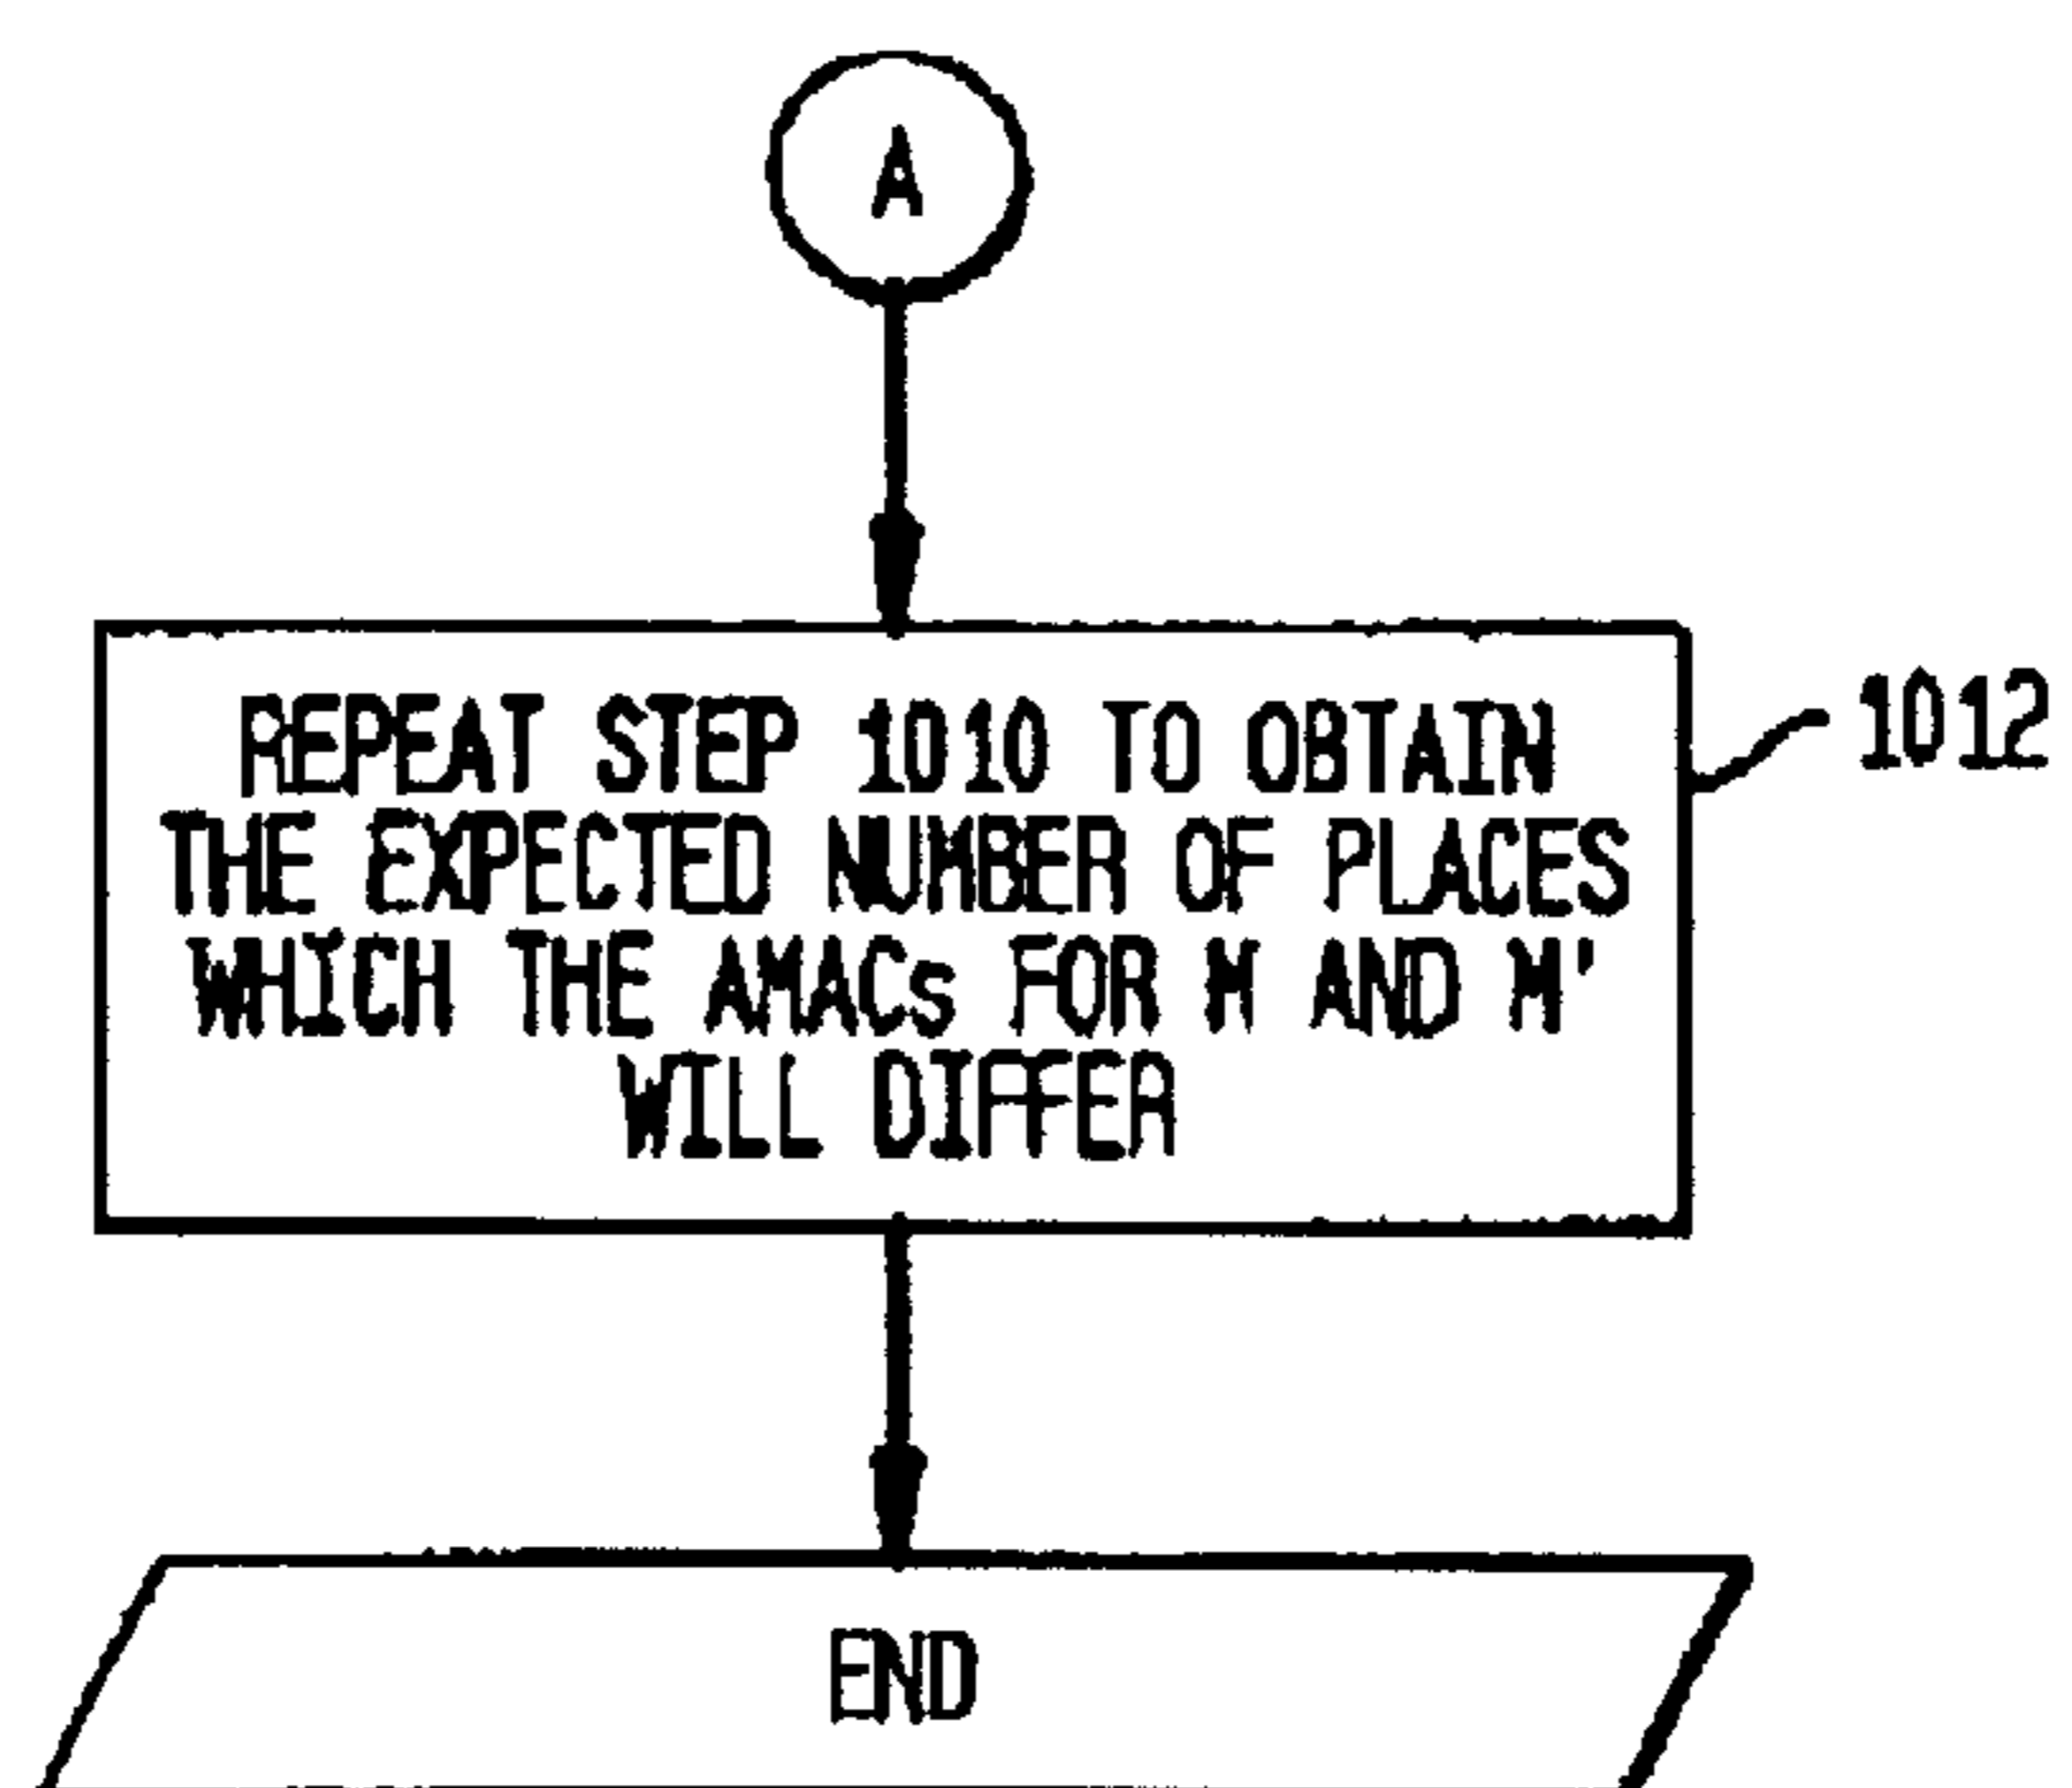 A
REPEAT STEP 1010 TO OBTAIN
THE EXPECTED NUMBER OF PLACES
WHICH THE AMACs FOR M AND M'
WILL DIFFER
1012
END